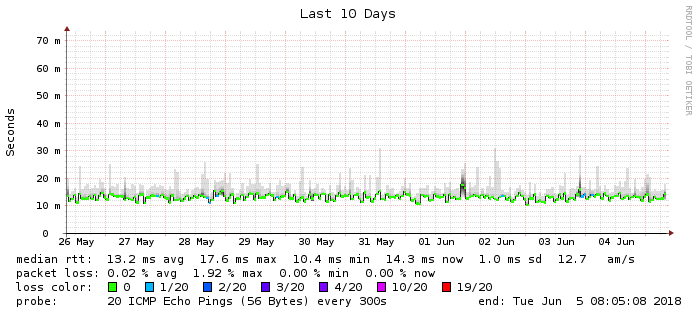 Last 10 Days
RRDTOOL / TOBI OETIKER
Seconds
70 m
60 m
50 m
40 m
30 m
20 m
10 m
0
26 May 27 May 28 May 29 May 30 May 31 May 01 Jun 02 Jun 03 Jun 04 Jun
median rtt: 13.2 ms avg 17.6 ms max 10.4 ms min 14.3 ms now 1.0 ms sd 12.7 am/s
packet loss: 0.02 % avg 1.92 % max 0.00 % min 0.00 % now
loss color: 0 1/20 2/20 3/20 4/20 10/20 19/20
probe: 20 ICMP Echo Pings (56 Bytes) every 300s end: Tue Jun 5 08:05:08 2018